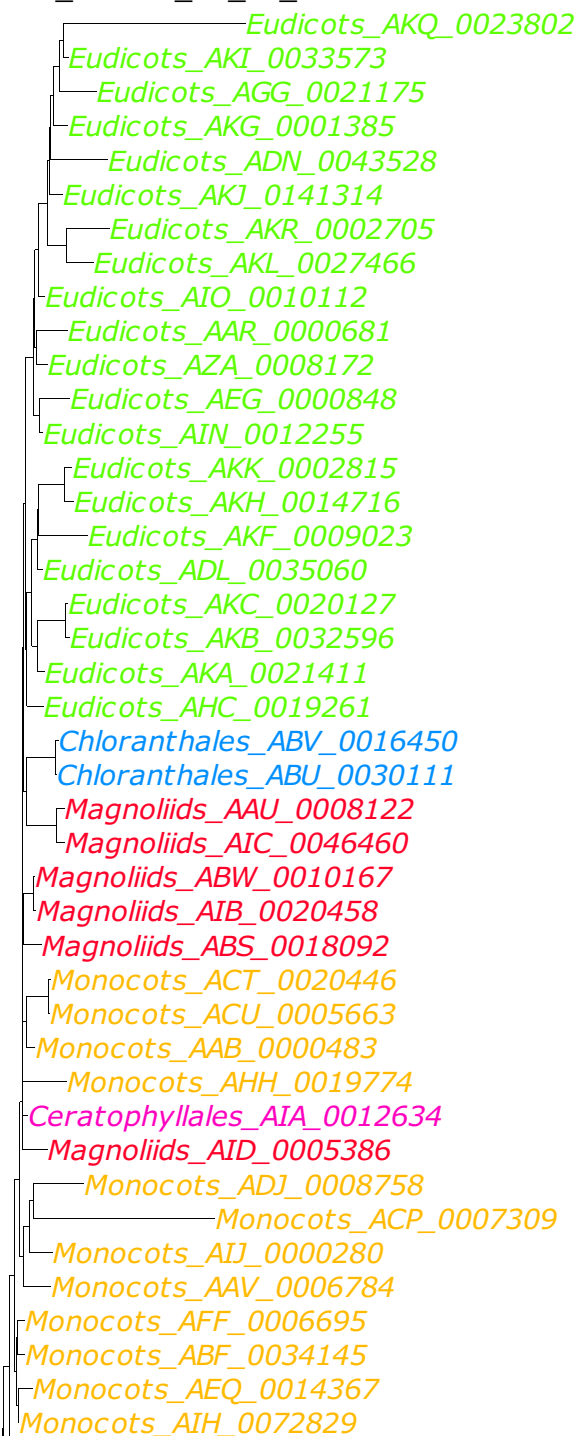 Eudicots_AKQ_0023802
Eudicots_AKI_0033573
Eudicots_AGG_0021175
Eudicots_AKG_0001385
Eudicots_ADN_0043528
Eudicots_AKJ_0141314
Eudicots_AKR_0002705
Eudicots_AKL_0027466
Eudicots_AIO_0010112
Eudicots_AAR_0000681
Eudicots_AZA_0008172
Eudicots_AEG_0000848
Eudicots_AIN_0012255
Eudicots_AKK_0002815
Eudicots_AKH_0014716
Eudicots_AKF_0009023
Eudicots_ADL_0035060
Eudicots_AKC_0020127
Eudicots_AKB_0032596
Eudicots_AKA_0021411
Eudicots_AHC_0019261
Chloranthales_ABV_0016450
Chloranthales_ABU_0030111
Magnoliids_AAU_0008122
Magnoliids_AIC_0046460
Magnoliids_ABW_0010167
Magnoliids_AIB_0020458
Magnoliids_ABS_0018092
Monocots_ACT_0020446
Monocots_ACU_0005663
Monocots_AAB_0000483
Monocots_AHH_0019774
Ceratophyllales_AIA_0012634
Magnoliids_AID_0005386
Monocots_ADJ_0008758
Monocots_ACP_0007309
Monocots_AIJ_0000280
Monocots_AAV_0006784
Monocots_AFF_0006695
Monocots_ABF_0034145
Monocots_AEQ_0014367
Monocots_AIH_0072829